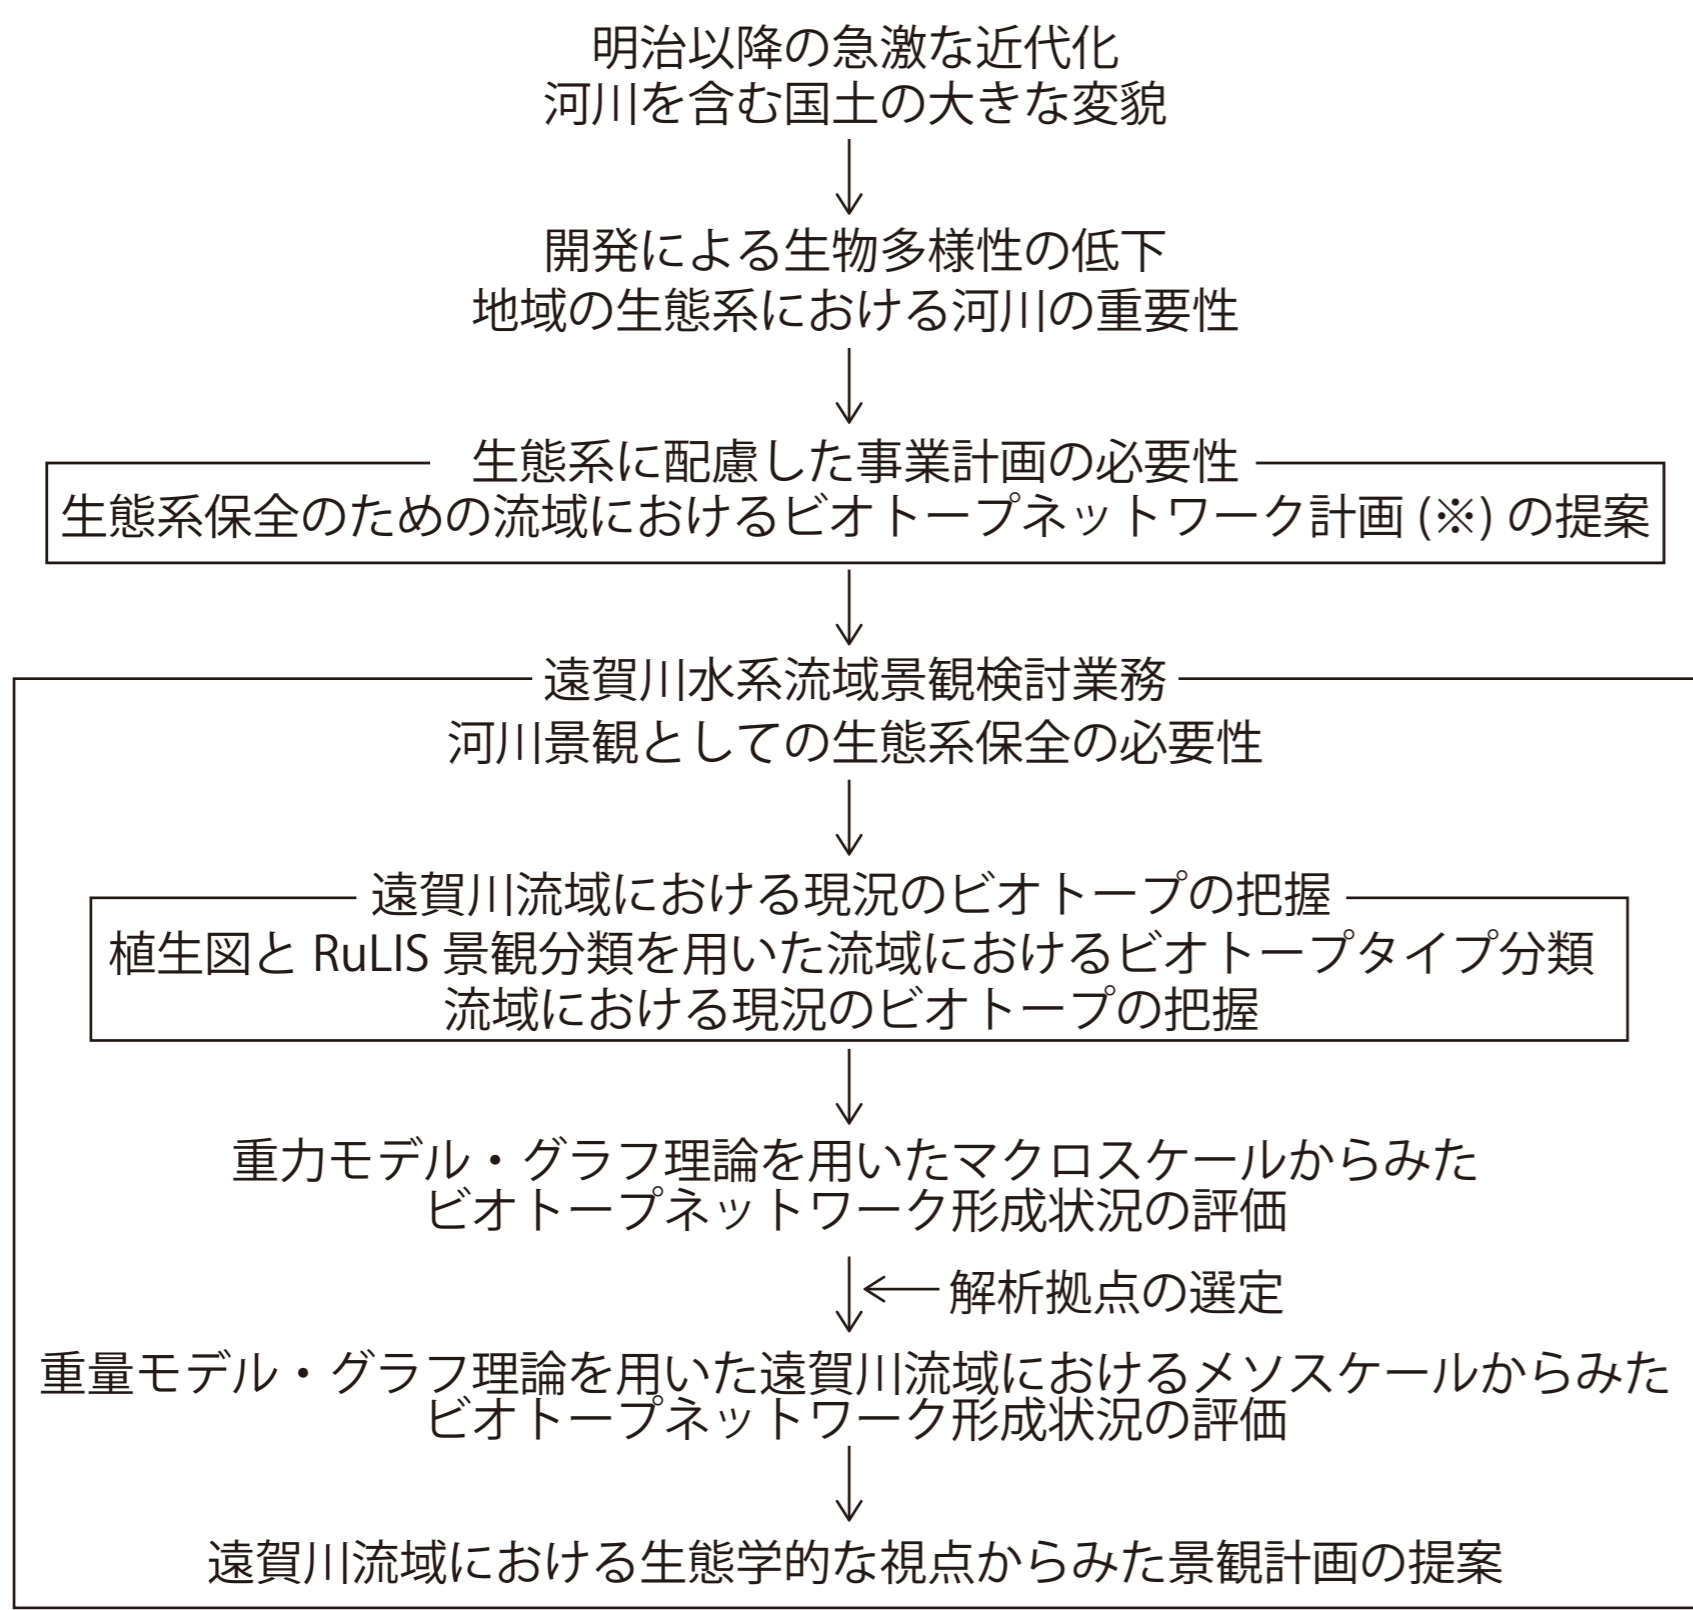 明治以降の急激な近代化
河川を含む国土の大きな変貌
開発による生物多様性の低下
地域の生態系における河川の重要性
生態系に配慮した事業計画の必要性
生態系保全のための流域におけるビオトープネットワーク計画 (※) の提案
遠賀川水系流域景観検討業務
河川景観としての生態系保全の必要性
遠賀川流域における現況のビオトープの把握
植生図と RuLIS 景観分類を用いた流域におけるビオトープタイプ分類
流域における現況のビオトープの把握
重力モデル・グラフ理論を用いたマクロスケールからみた
ビオトープネットワーク形成状況の評価
解析拠点の選定
重量モデル・グラフ理論を用いた遠賀川流域におけるメソスケールからみた
ビオトープネットワーク形成状況の評価
遠賀川流域における生態学的な視点からみた景観計画の提案